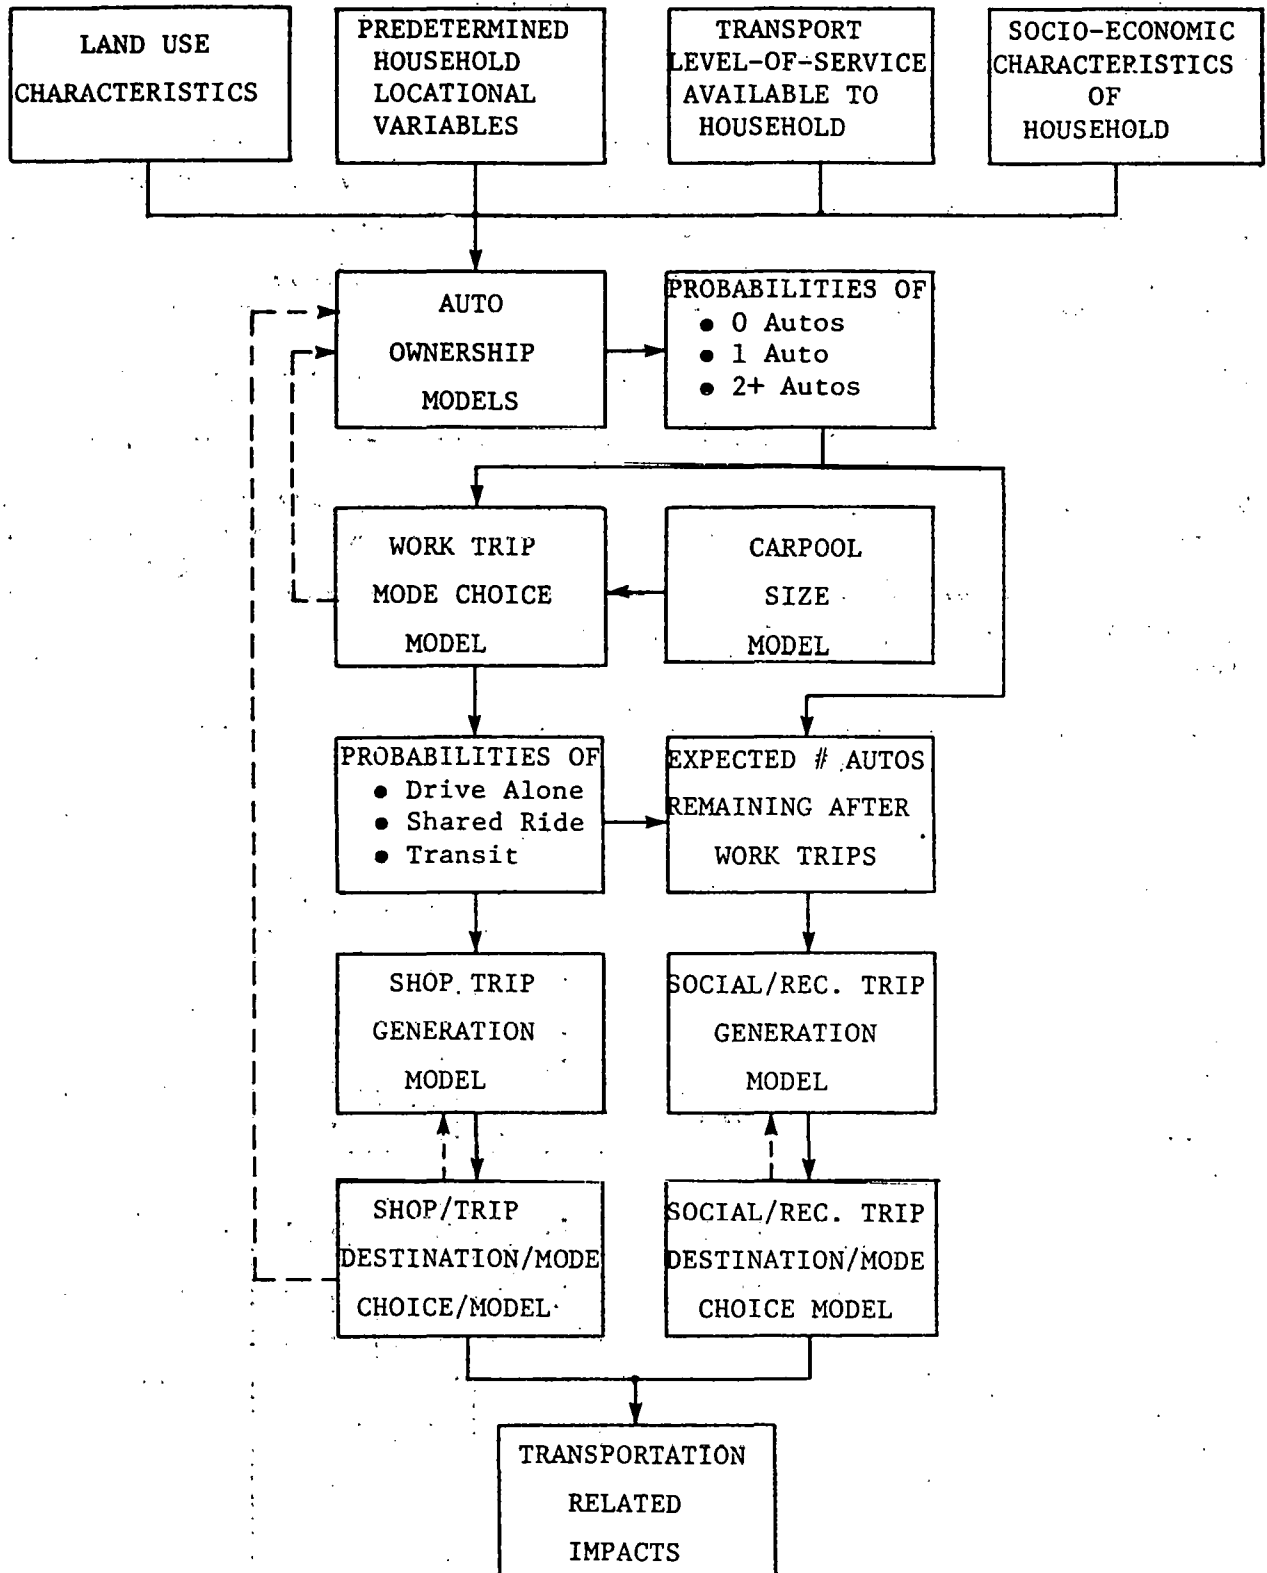 LAND USE
CHARACTERISTICS
PREDETERMINED
HOUSEHOLD
LOCATIONAL
VARIABLES
TRANSPORT
LEVEL-OF-SERVICE
AVAILABLE TO
HOUSEHOLD
SOCIO-ECONOMIC
CHARACTERISTICS
OF
HOUSEHOLD
AUTO
OWNERSHIP
MODELS
PROBABILITIES OF
• 0 Autos
• 1 Auto
• 2+ Autos
WORK TRIP
MODE CHOICE
MODEL
CARPOOL
SIZE
MODEL
PROBABILITIES OF
• Drive Alone
• Shared Ride
• Transit
EXPECTED # AUTOS
REMAINING AFTER
WORK TRIPS
SHOP TRIP
GENERATION
MODEL
SOCIAL/REC. TRIP
GENERATION
MODEL
SHOP/TRIP
DESTINATION/MODE
CHOICE/MODEL
SOCIAL/REC. TRIP
DESTINATION/MODE
CHOICE MODEL
TRANSPORTATION
RELATED
IMPACTS